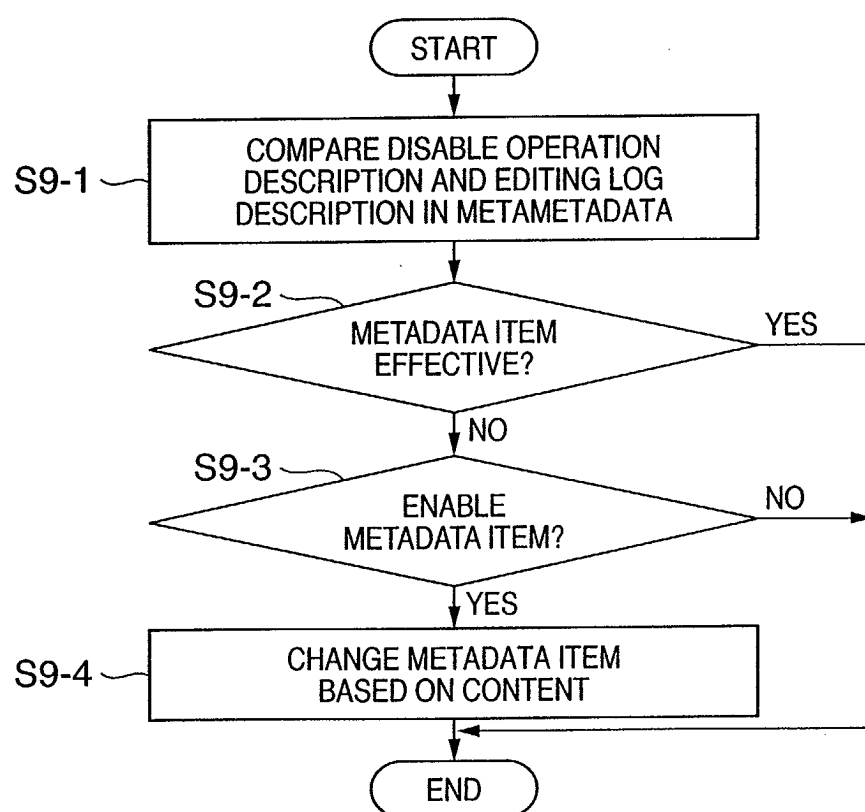 START
S9-1
COMPARE DISABLE OPERATION
DESCRIPTION AND EDITING LOG
DESCRIPTION IN METAMETADATA
S9-2
METADATA ITEM
EFFECTIVE?
YES
NO
S9-3
ENABLE
METADATA ITEM?
NO
YES
S9-4
CHANGE METADATA ITEM
BASED ON CONTENT
END